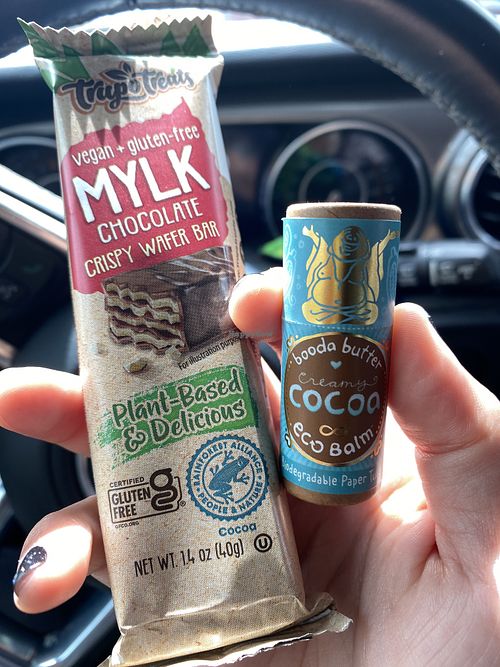 Trupo Treats
vegan + gluten-free
MYLK
CHOCOLATE
CRISPY WAFER BAR
For illustration purposes
Plant-Based
& Delicious
CERTIFIED
GLUTEN
FREE
GFCO.ORG
RAINFOREST ALLIANCE
PEOPLE & NATURE
Cocoa
NET WT. 1.4 oz (40g)
U
booda butter
creamy
cocoa
eco balm
Biodegradable Paper